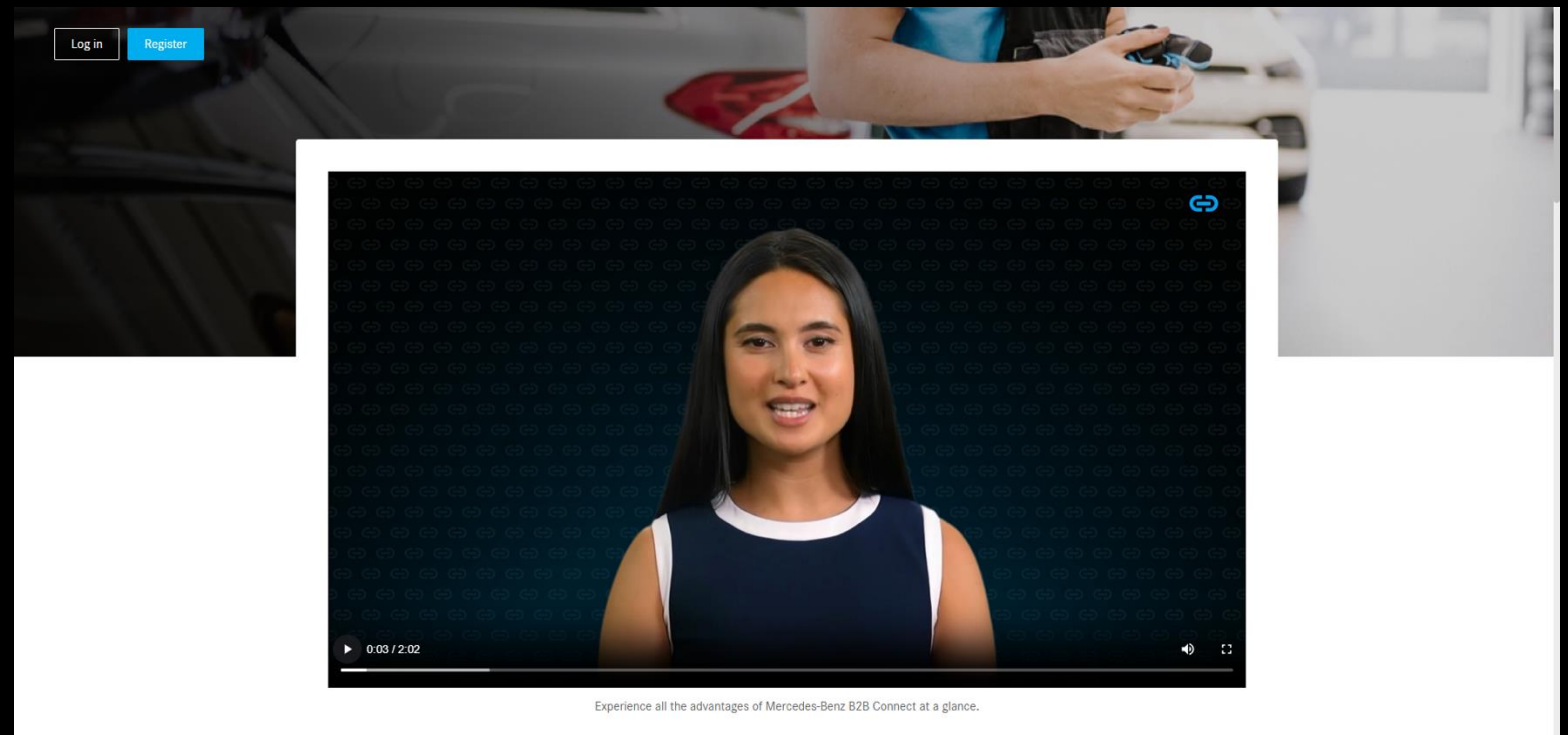 Log in
Register
0:03 / 2:02
Experience all the advantages of Mercedes-Benz B2B Connect at a glance.